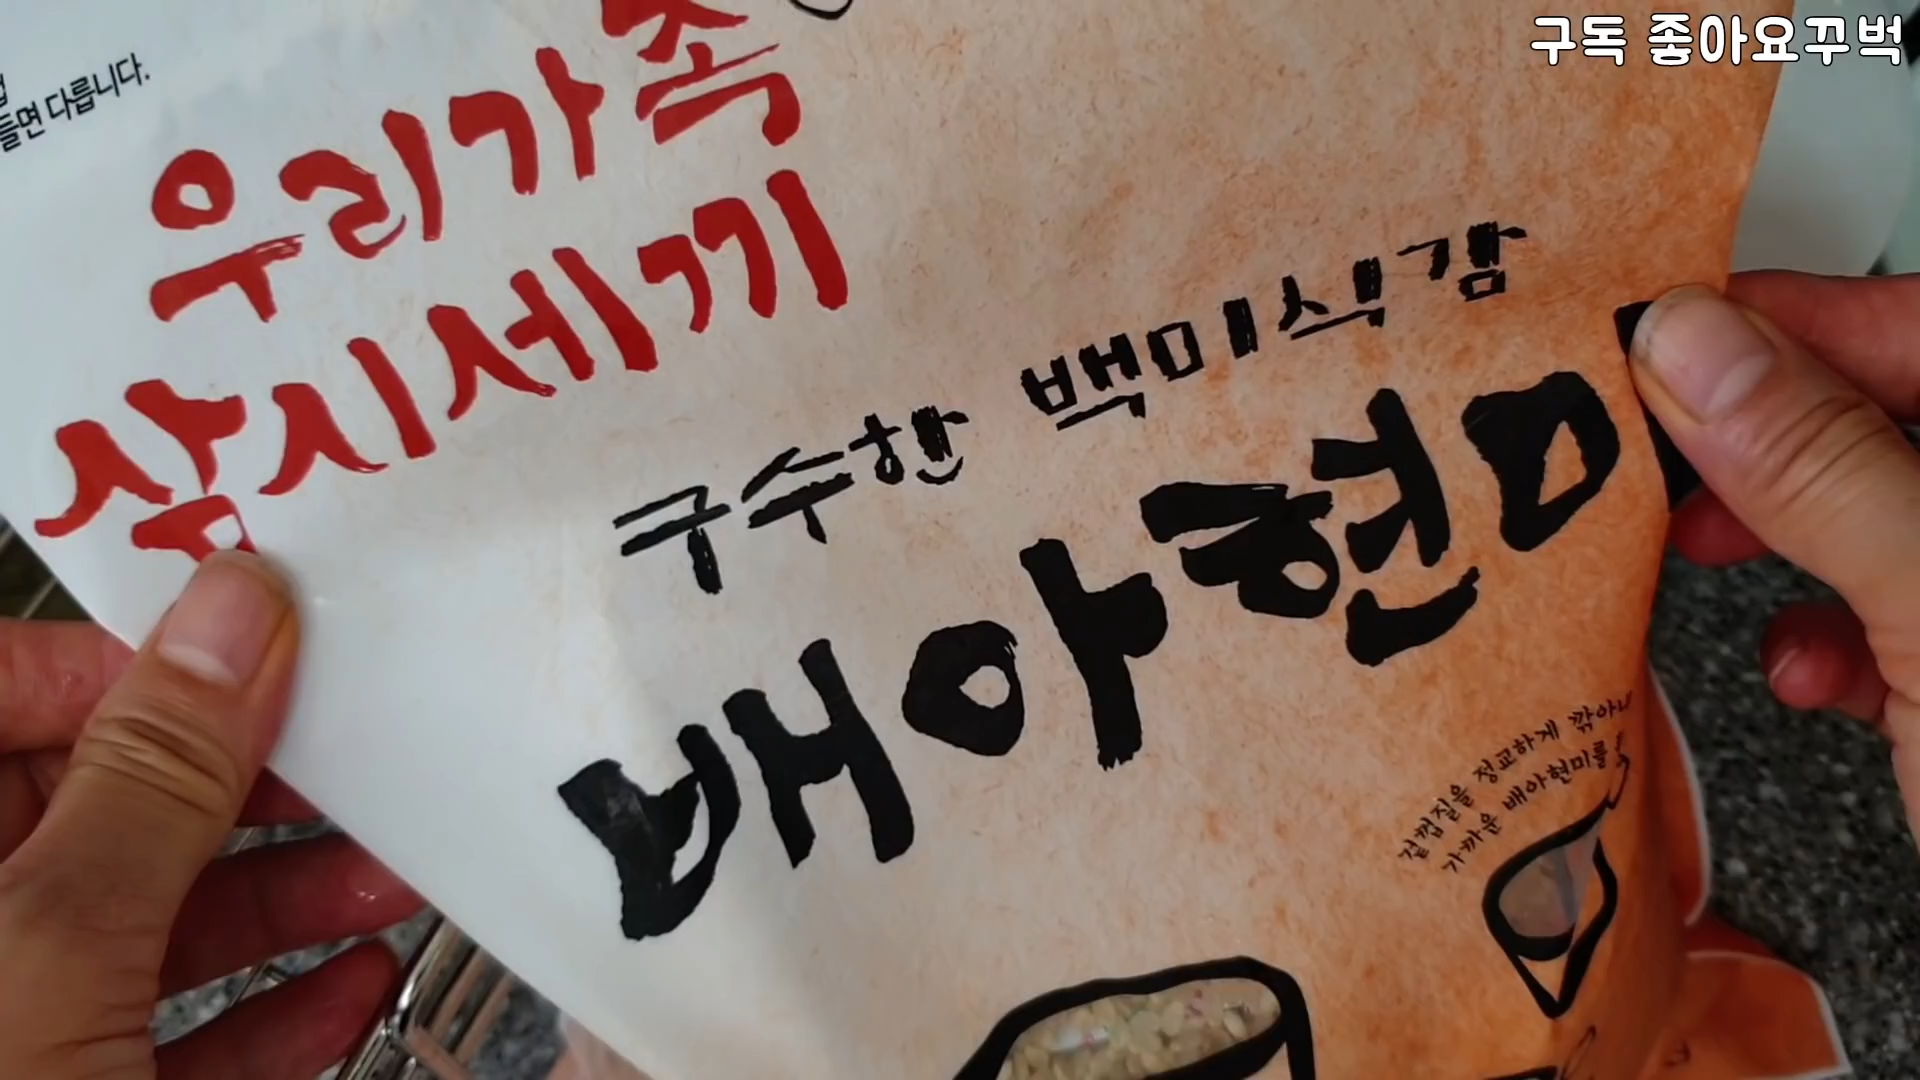 구독 좋아요꾸벅
들면 다릅니다.
우리가족
삼시세끼
구수한 백미식감
배아현미
겉껍질을 정교하게 깎아내
가까운 배아현미를